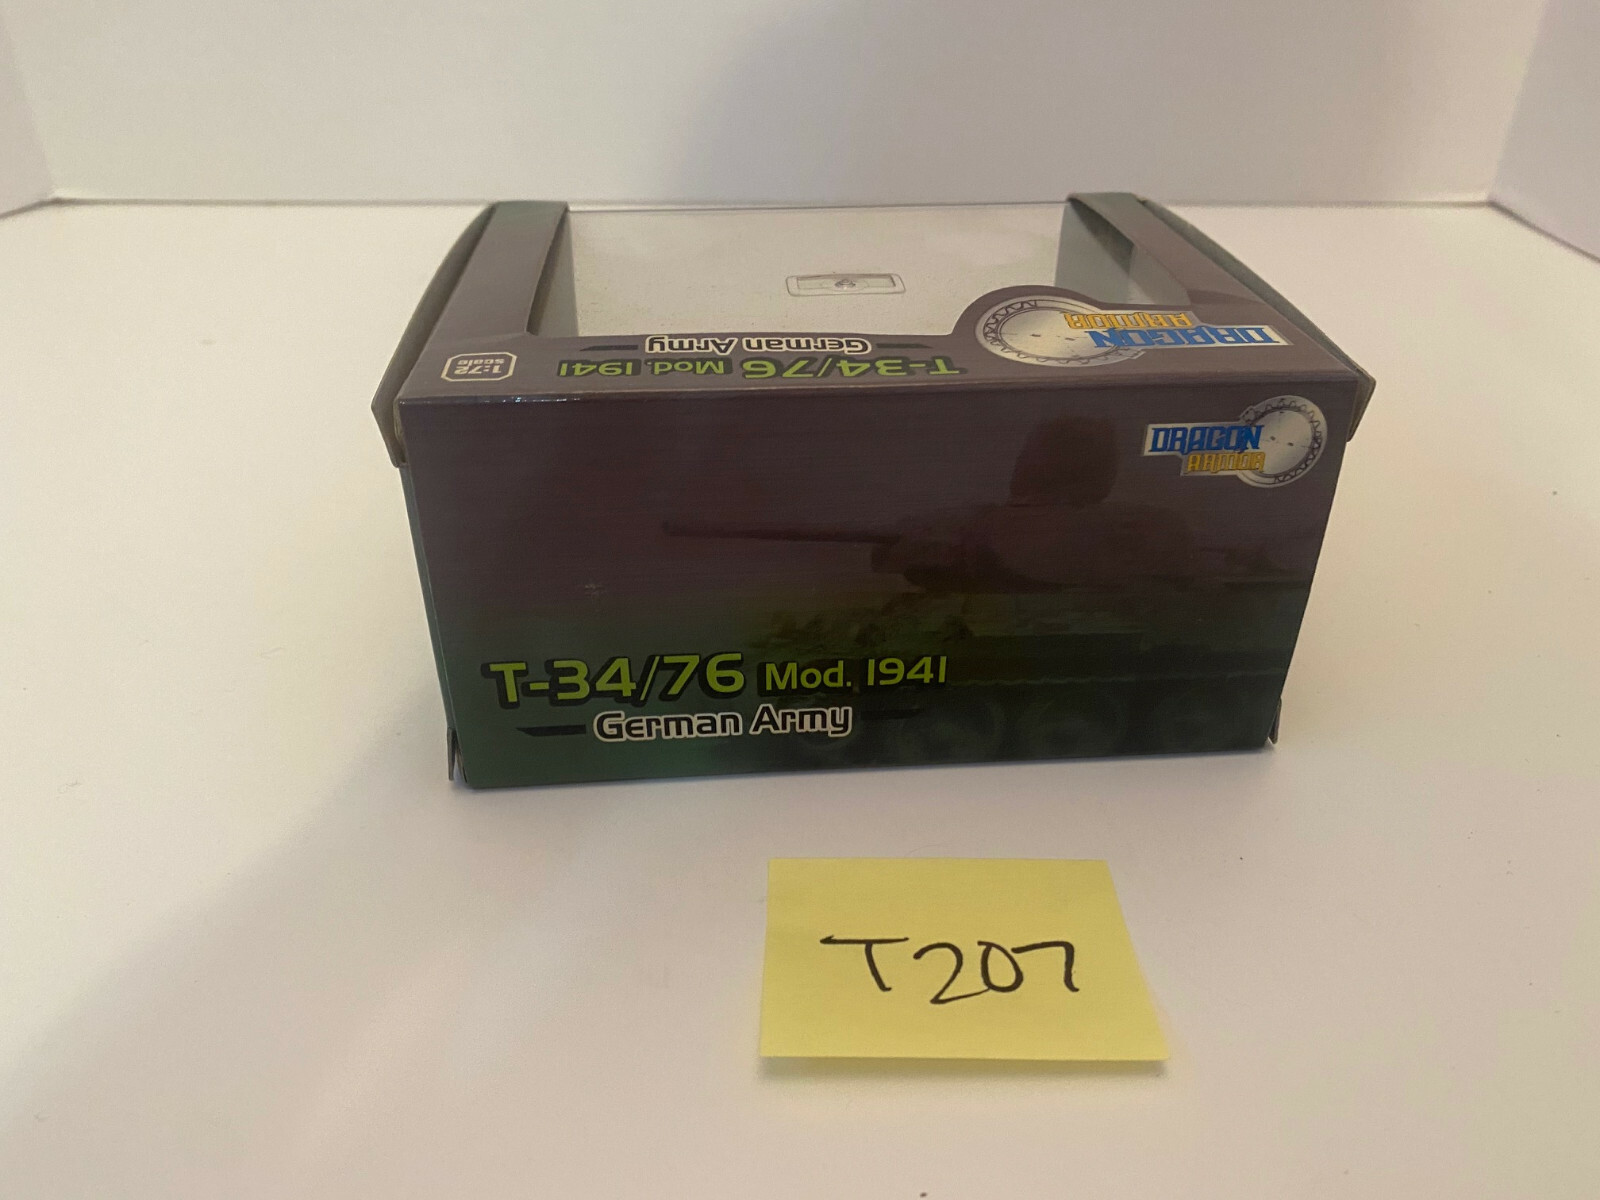 DRAGON
ARMOR
T-34/76 Mod. 1941
German Army
1:72
scale
DRAGON
ARMOR
T-34/76 Mod. 1941
German Army
T207